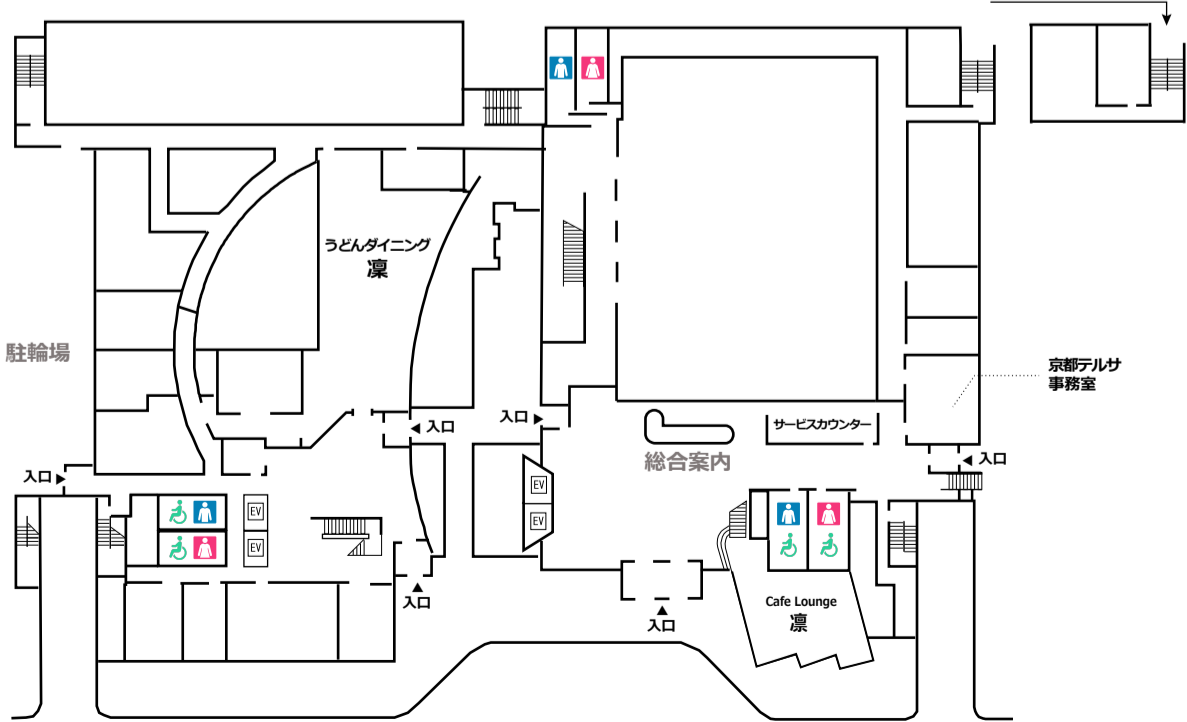 うどんダイニング
凜
駐輪場
京都テルサ
事務室
入口
入口
サービスカウンター
総合案内
入口
入口
EV
EV
EV
EV
入口
Cafe Lounge
凛
入口